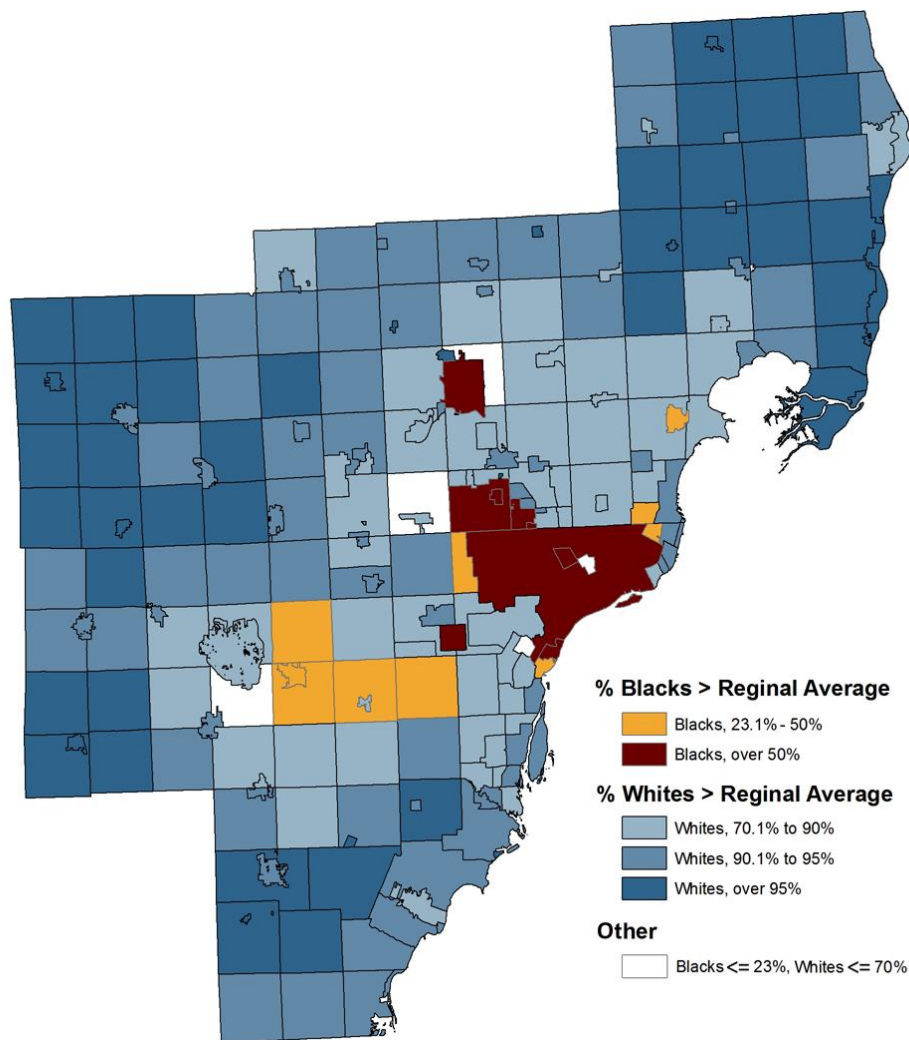 % Blacks > Reginal Average
Blacks, 23.1% - 50%
Blacks, over 50%
% Whites > Reginal Average
Whites, 70.1% to 90%
Whites, 90.1% to 95%
Whites, over 95%
Other
Blacks <= 23%, Whites <= 70%